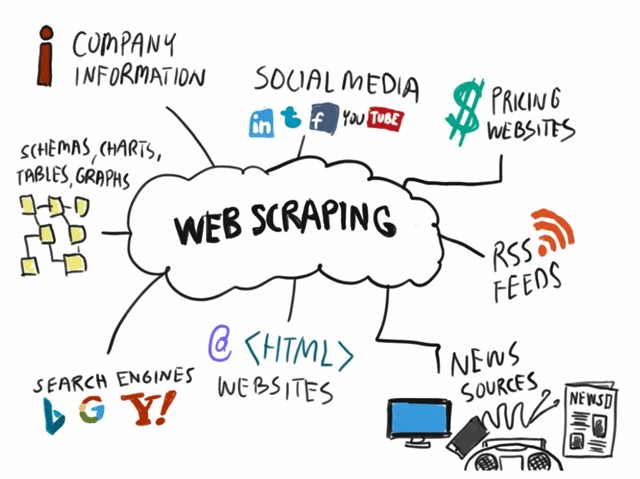 COMPANY
INFORMATION
SOCIAL MEDIA
in t f YOU TUBE
$ PRICING
WEBSITES
SCHEMAS, CHARTS,
TABLES, GRAPHS
WEB SCRAPING
RSS
FEEDS
@ <HTML>
WEBSITES
SEARCH ENGINES
b G Y!
NEWS
SOURCES